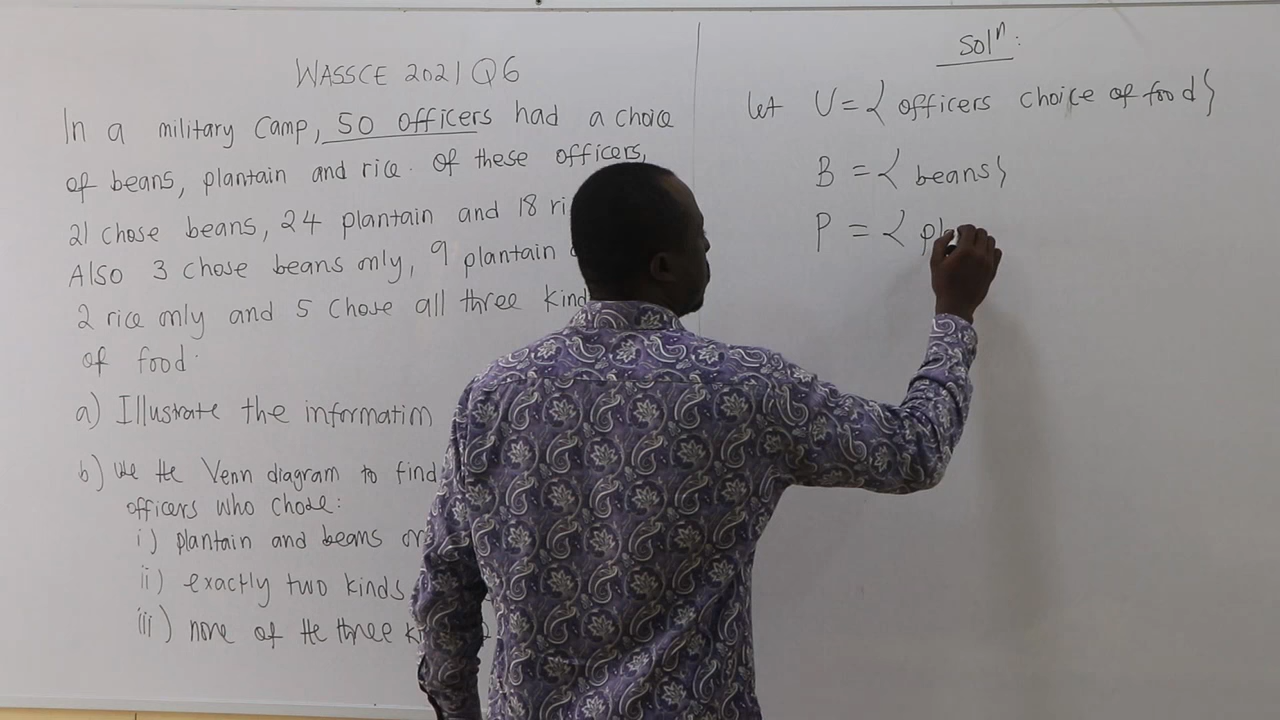 WASSCE 2021 Q6
In a military Camp, 50 officers had a choice
of beans, plantain and rice. Of these officers,
21 chose beans, 24 plantain and 18
Also 3 chose beans only, 9 plantain
2 rice only and 5 chose all three
of food.
a) Illustrate the information
b) Use the Venn diagram to find
officers who chose:
i) plantain and beans
ii) exactly two kinds
iii) none of the three
Solⁿ:
let U = { officers choice of food}
B = { beans}
P = {